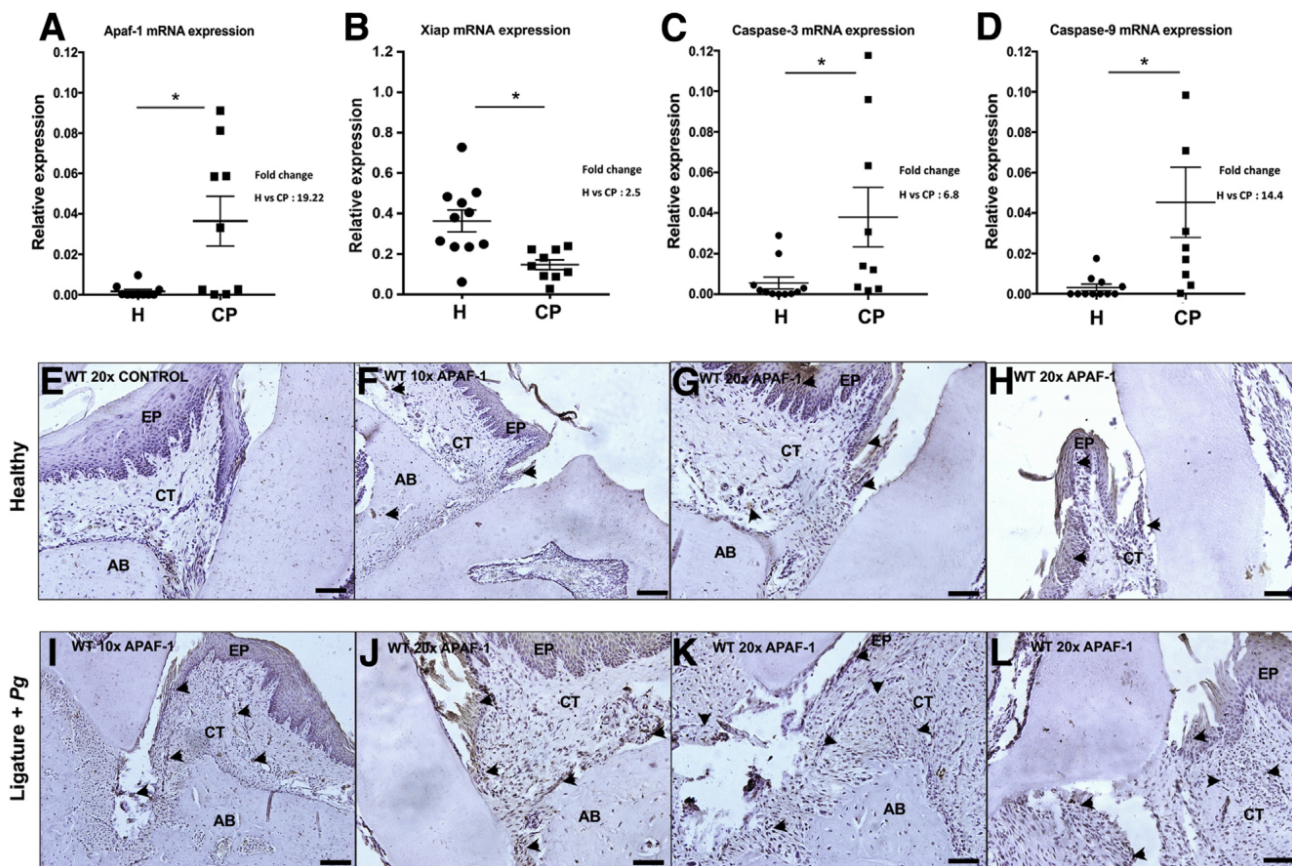 A
Apaf-1 mRNA expression
Relative expression
0.12
0.10
0.08
0.06
0.04
0.02
0.00
*
Fold change
H vs CP : 19.22
H
CP
B
Xiap mRNA expression
Relative expression
1.2
1.0
0.8
0.6
0.4
0.2
0.0
*
Fold change
H vs CP : 2.5
H
CP
C
Caspase-3 mRNA expression
Relative expression
0.12
0.10
0.08
0.06
0.04
0.02
0.00
*
Fold change
H vs CP : 6.8
H
CP
D
Caspase-9 mRNA expression
Relative expression
0.12
0.10
0.08
0.06
0.04
0.02
0.00
*
Fold change
H vs CP : 14.4
H
CP
Healthy
E WT 20x CONTROL
EP
CT
AB
F WT 10x APAF-1
EP
CT
AB
G WT 20x APAF-1
EP
CT
AB
H WT 20x APAF-1
EP
CT
Ligature + Pg
I WT 10x APAF-1
EP
CT
AB
J WT 20x APAF-1
EP
CT
AB
K WT 20x APAF-1
EP
CT
AB
L WT 20x APAF-1
EP
CT